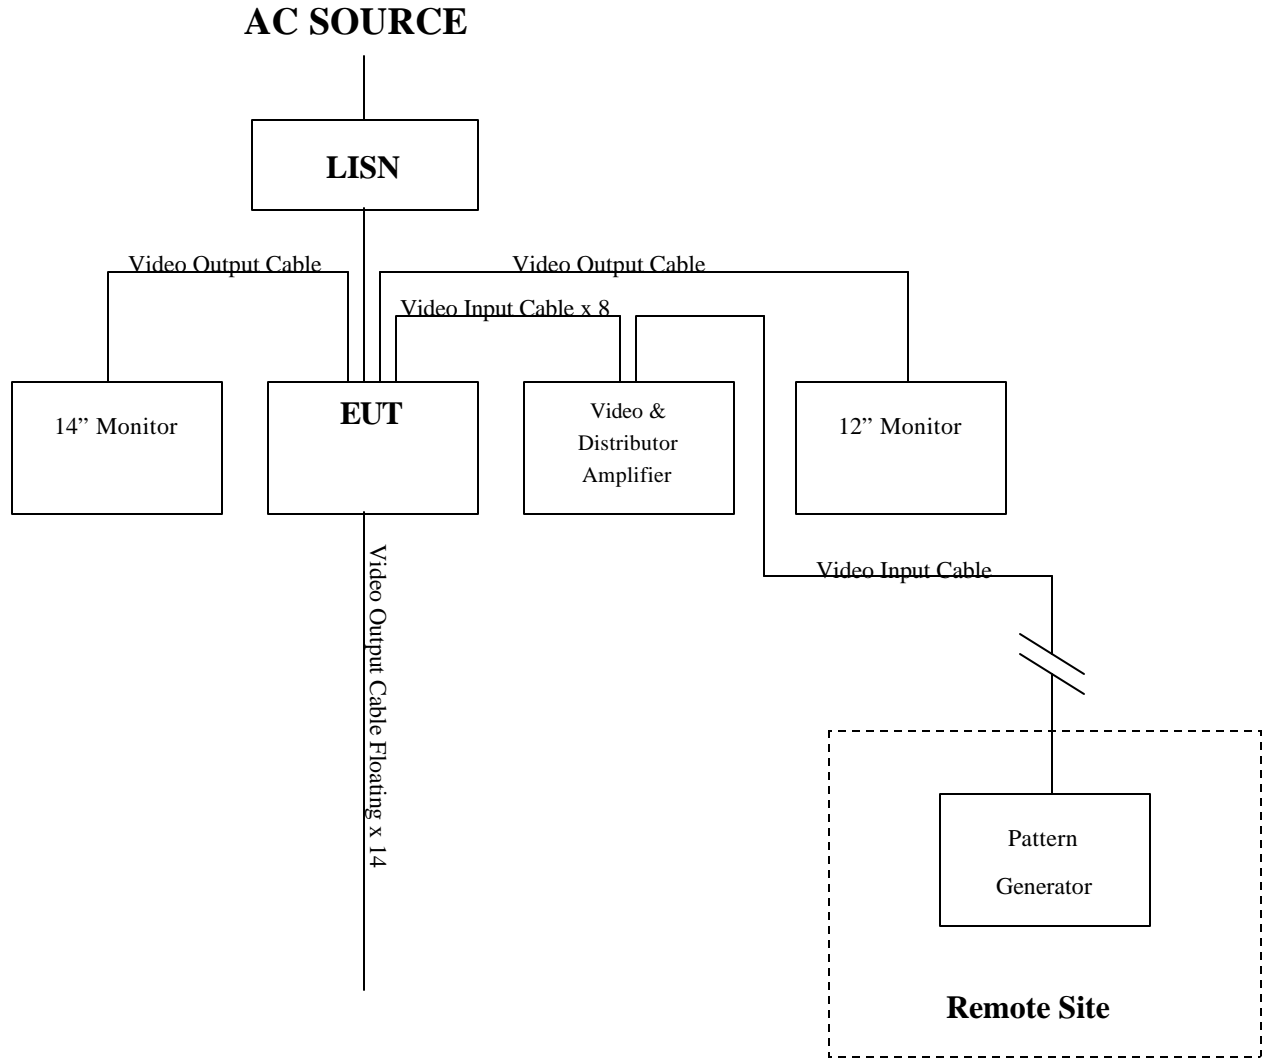 AC SOURCE
LISN
Video Output Cable
Video Output Cable
Video Input Cable x 8
14” Monitor
EUT
Video &
Distributor
Amplifier
12” Monitor
Video Input Cable
Video Output Cable Floating x 14
Pattern
Generator
Remote Site